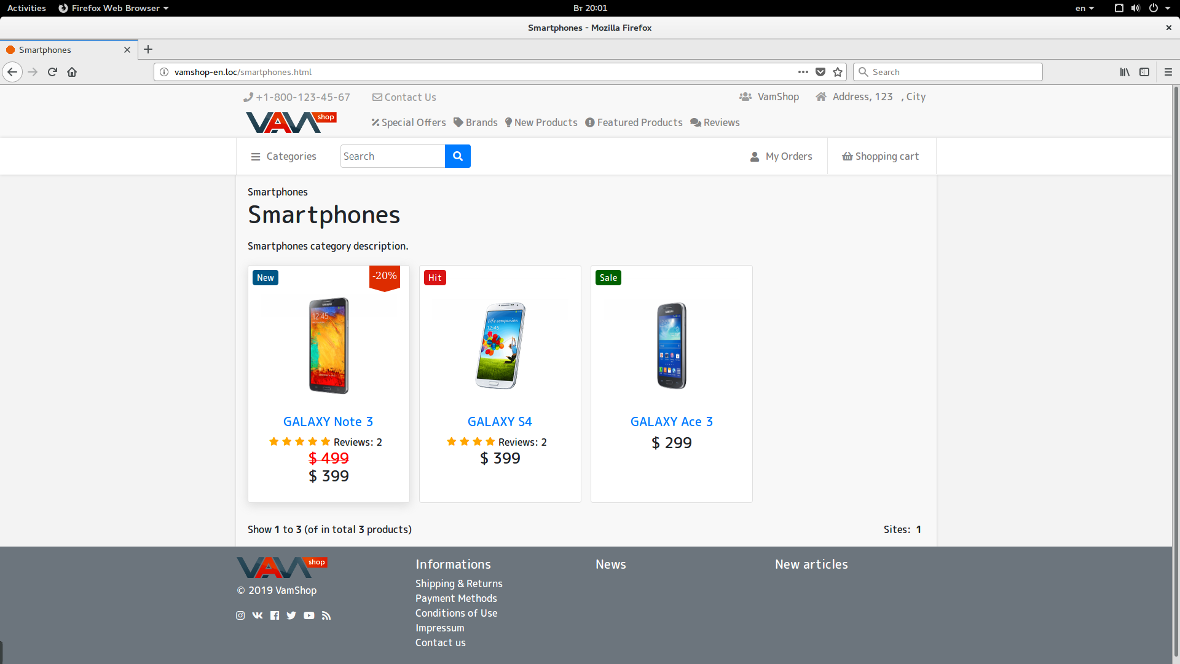 Activities Firefox Web Browser Вт 20:01 en
Smartphones - Mozilla Firefox
Smartphones
vamshop-en.loc/smartphones.html Search
+1-800-123-45-67 Contact Us VamShop Address, 123 , City
VAM shop
Special Offers Brands New Products Featured Products Reviews
Categories Search My Orders Shopping cart
Smartphones
Smartphones
Smartphones category description.
New -20% Hit Sale
GALAXY Note 3 GALAXY S4 GALAXY Ace 3
Reviews: 2 Reviews: 2 $ 299
$ 499 $ 399
$ 399
Show 1 to 3 (of in total 3 products) Sites: 1
VAM shop Informations News New articles
© 2019 VamShop Shipping & Returns
Payment Methods
Conditions of Use
Impressum
Contact us